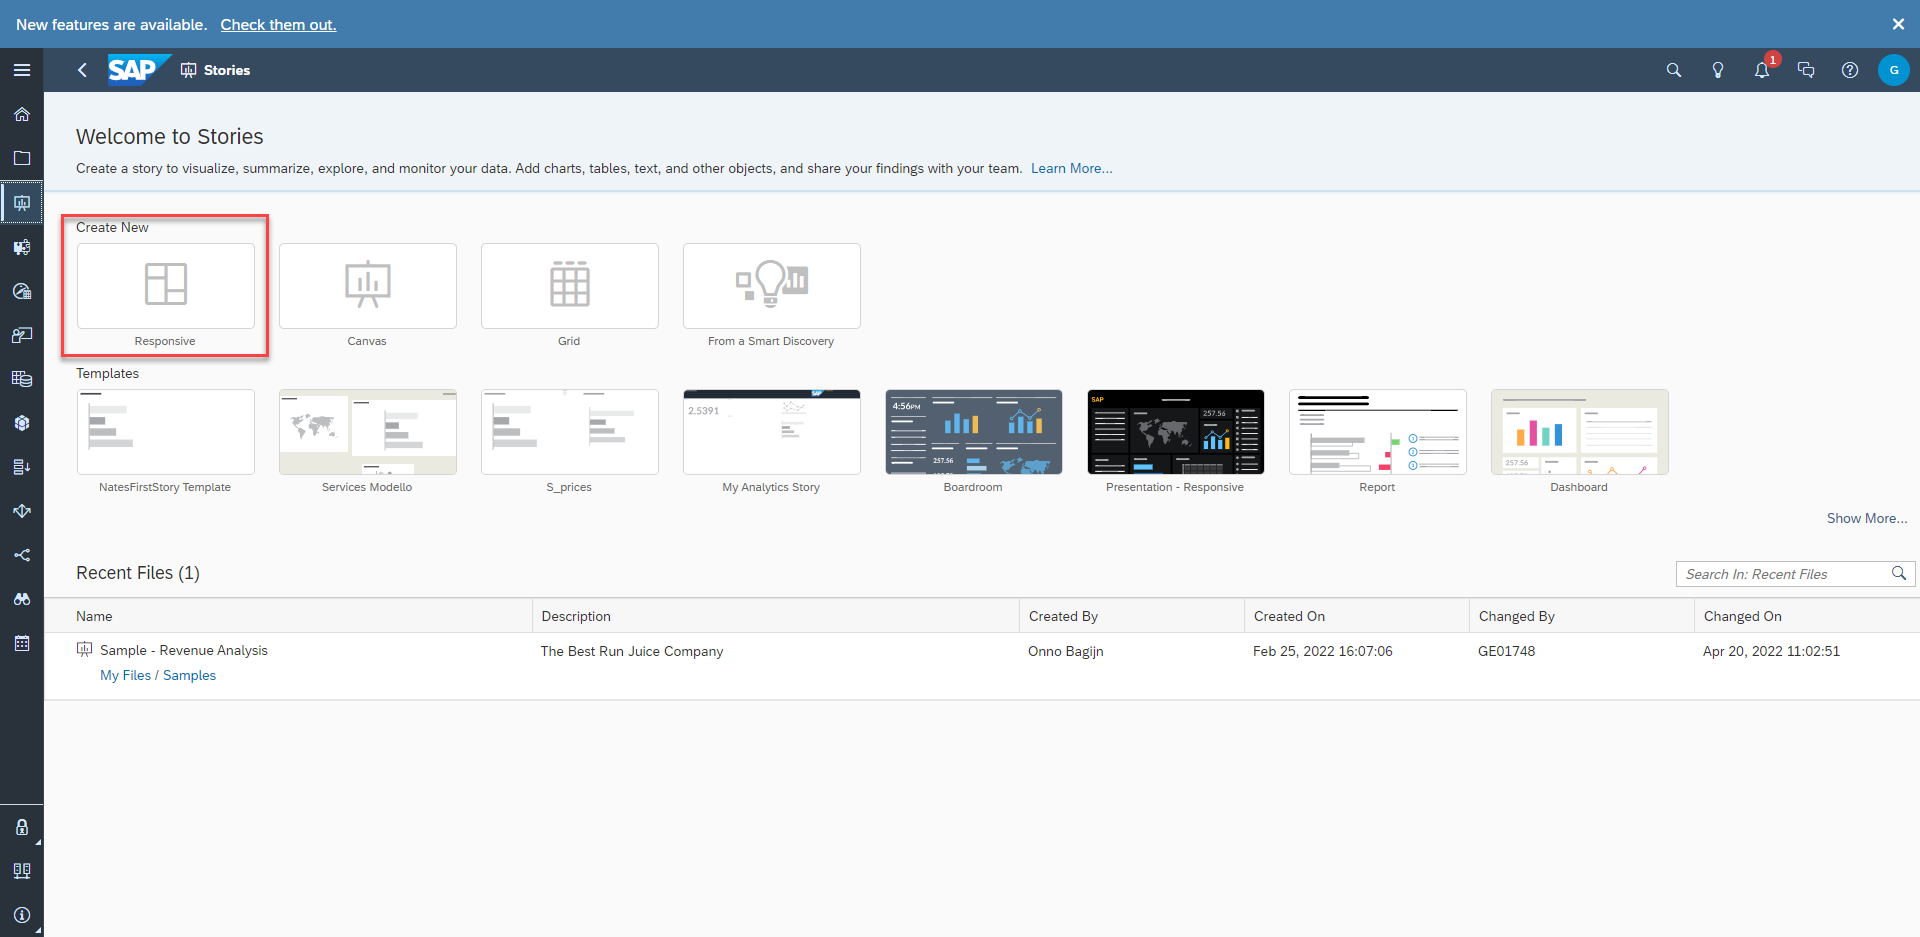 New features are available. Check them out.
SAP Stories
1
G
Welcome to Stories
Create a story to visualize, summarize, explore, and monitor your data. Add charts, tables, text, and other objects, and share your findings with your team. Learn More...
Create New
Responsive Canvas Grid From a Smart Discovery
Templates
2.5391
SAP
4:56PM
257.56
257.56
SAP
257.56
1
2
3
257.56
NatesFirstStory Template Services Modello S_prices My Analytics Story Boardroom Presentation - Responsive Report Dashboard
Show More...
Recent Files (1) Search In: Recent Files
Name Description Created By Created On Changed By Changed On
Sample - Revenue Analysis The Best Run Juice Company Onno Bagijn Feb 25, 2022 16:07:06 GE01748 Apr 20, 2022 11:02:51
My Files / Samples